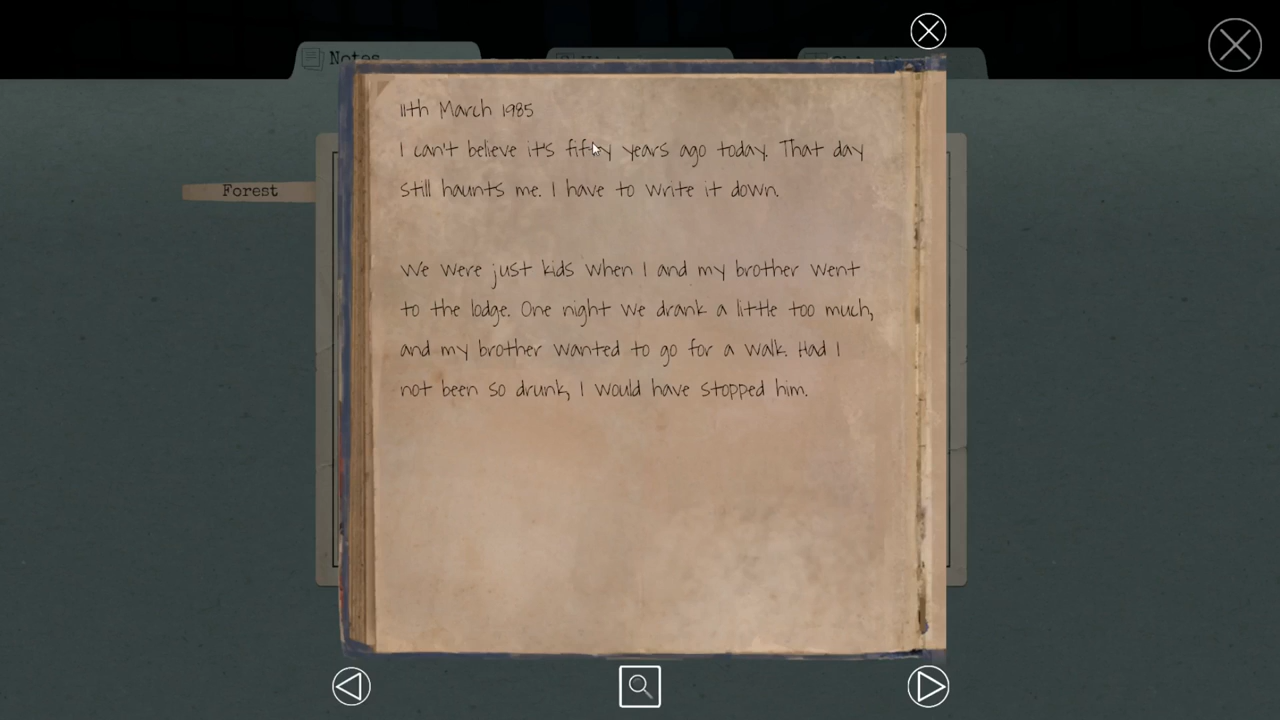 Notes
11th March 1985
I can't believe it's fifty years ago today. That day
still haunts me. I have to write it down.
Forest
We were just kids when I and my brother went
to the lodge. One night we drank a little too much,
and my brother wanted to go for a walk. Had I
not been so drunk, I would have stopped him.